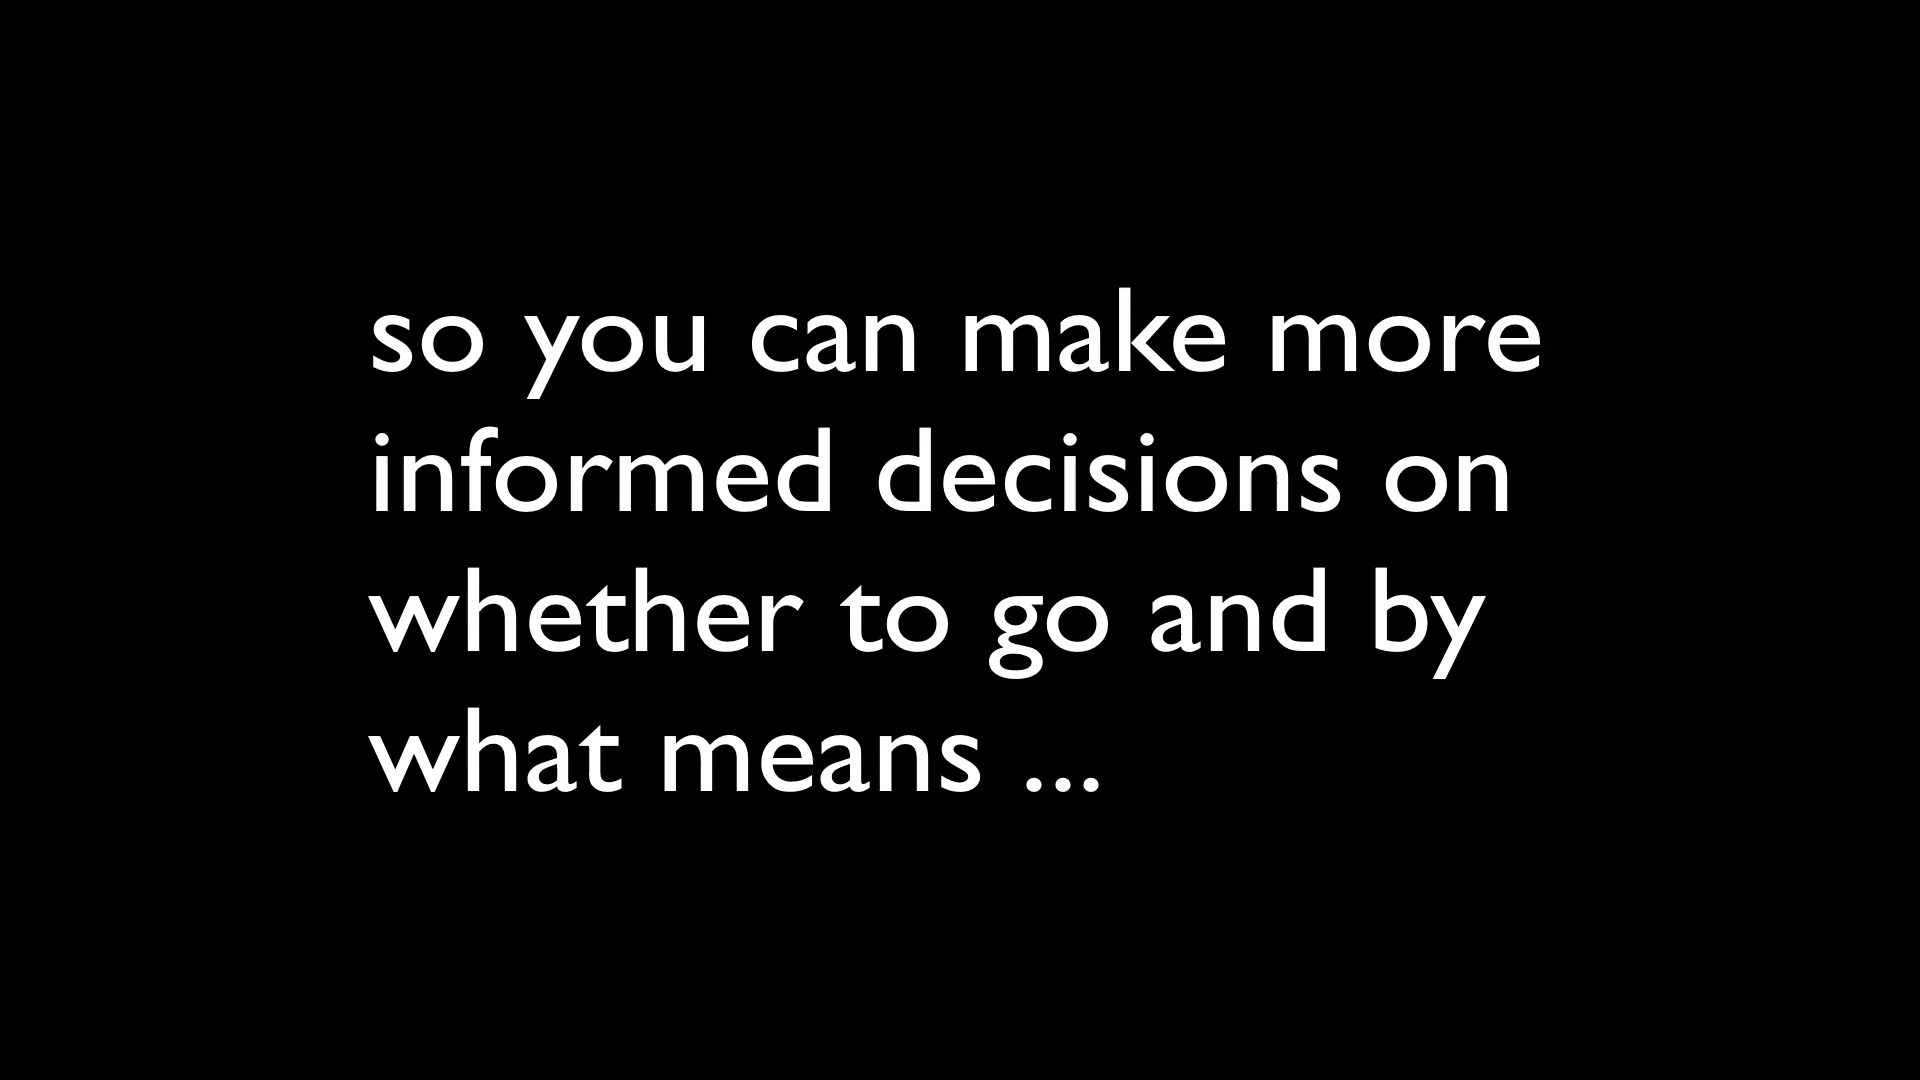 so you can make more
informed decisions on
whether to go and by
what means ...